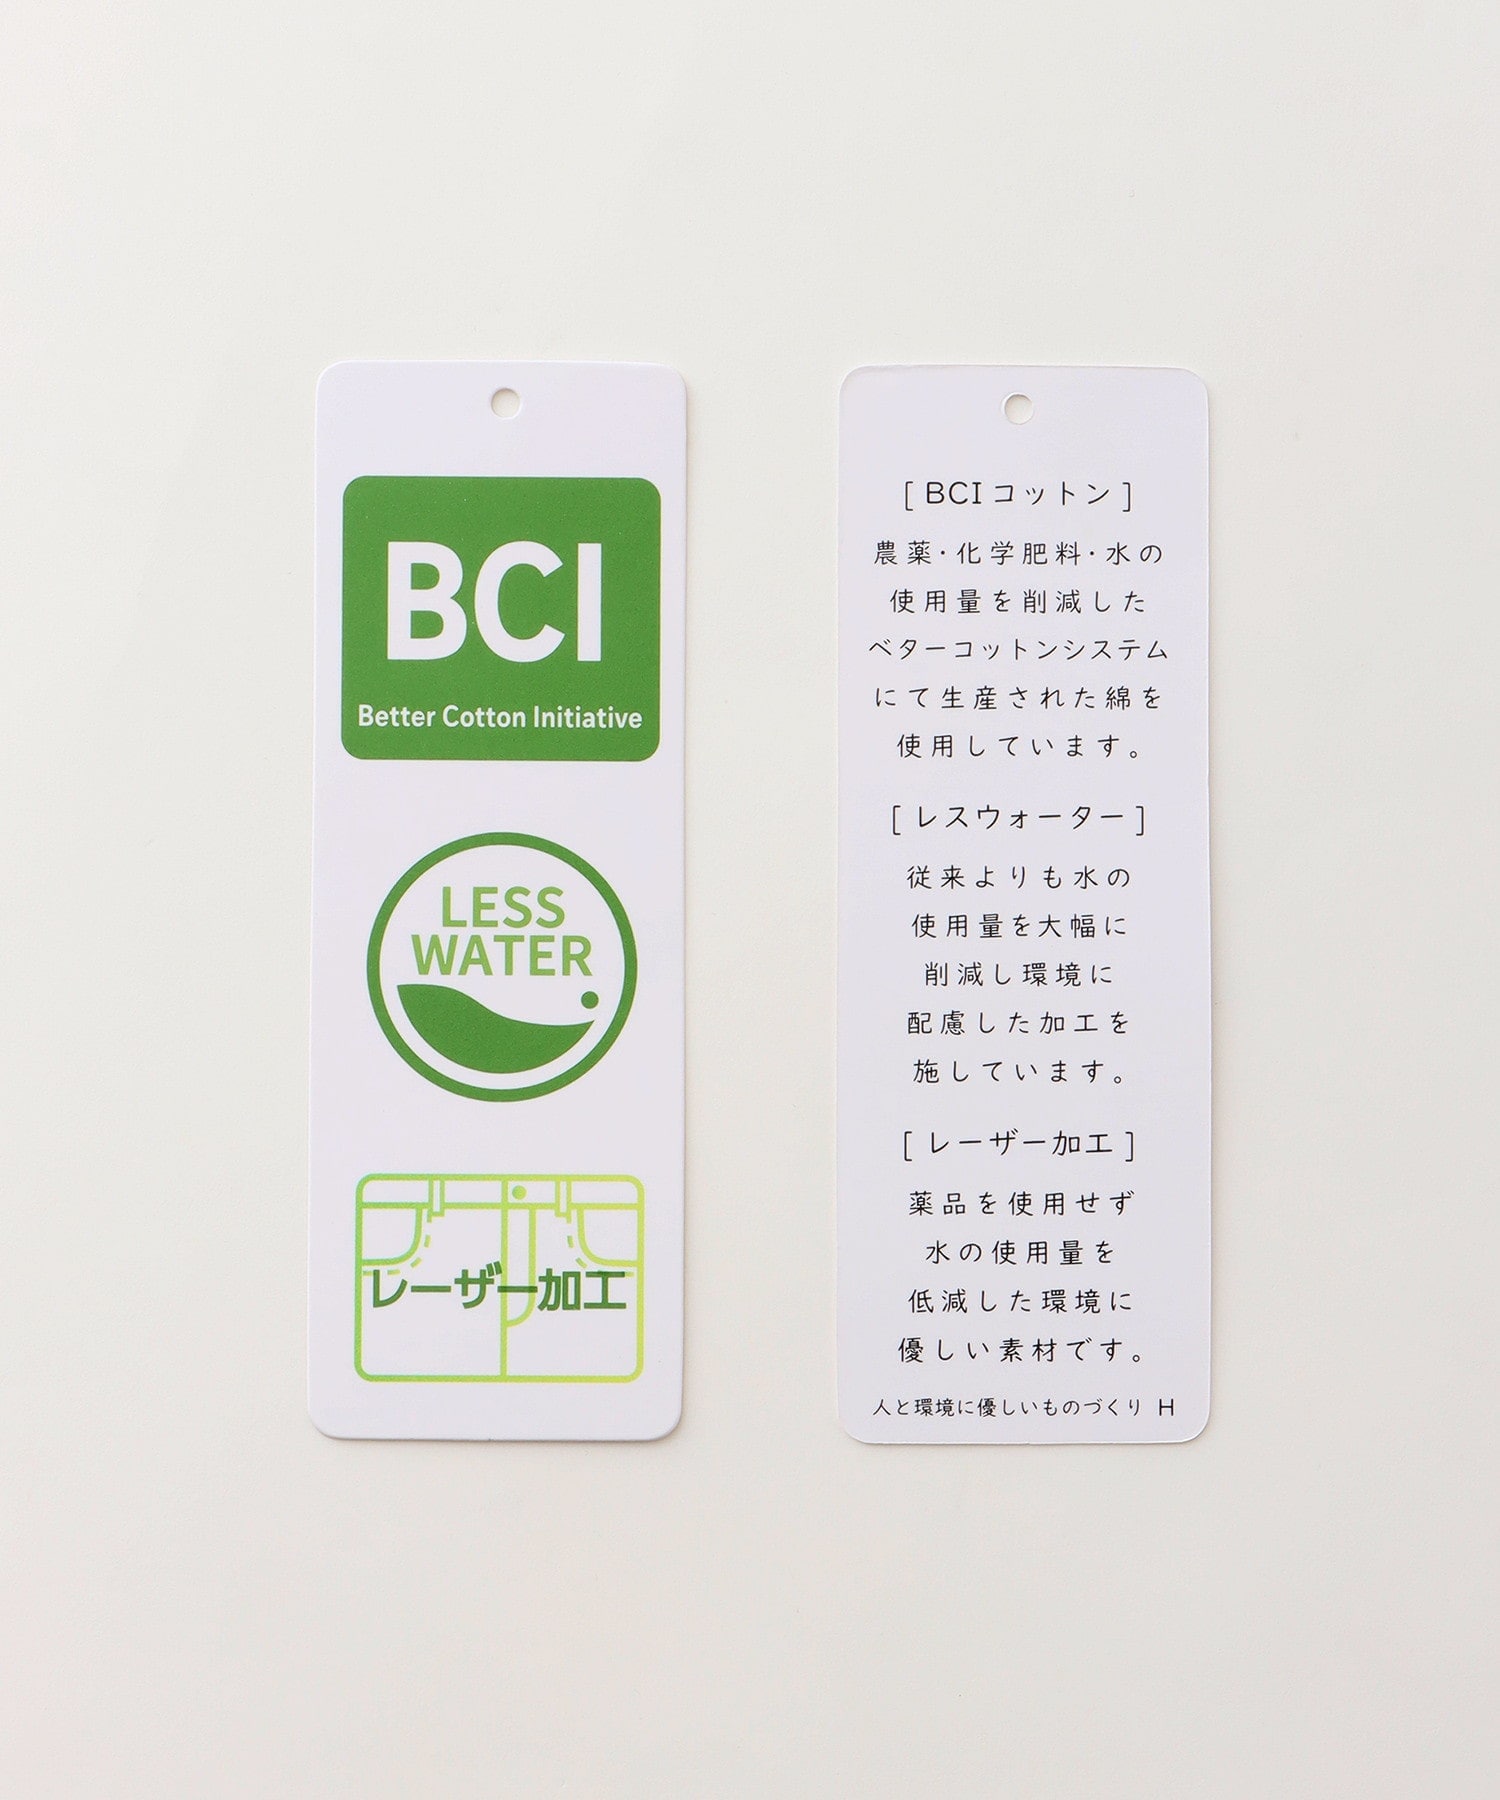 BCI
Better Cotton Initiative
LESS
WATER
レーザー加工
[ BCI コットン ]
農薬・化学肥料・水の
使用量を削減した
ベターコットンシステム
にて生産された綿を
使用しています。
[ レスウォーター ]
従来よりも水の
使用量を大幅に
削減し環境に
配慮した加工を
施しています。
[ レーザー加工 ]
薬品を使用せず
水の使用量を
低減した環境に
優しい素材です。
人と環境に優しいものづくり H